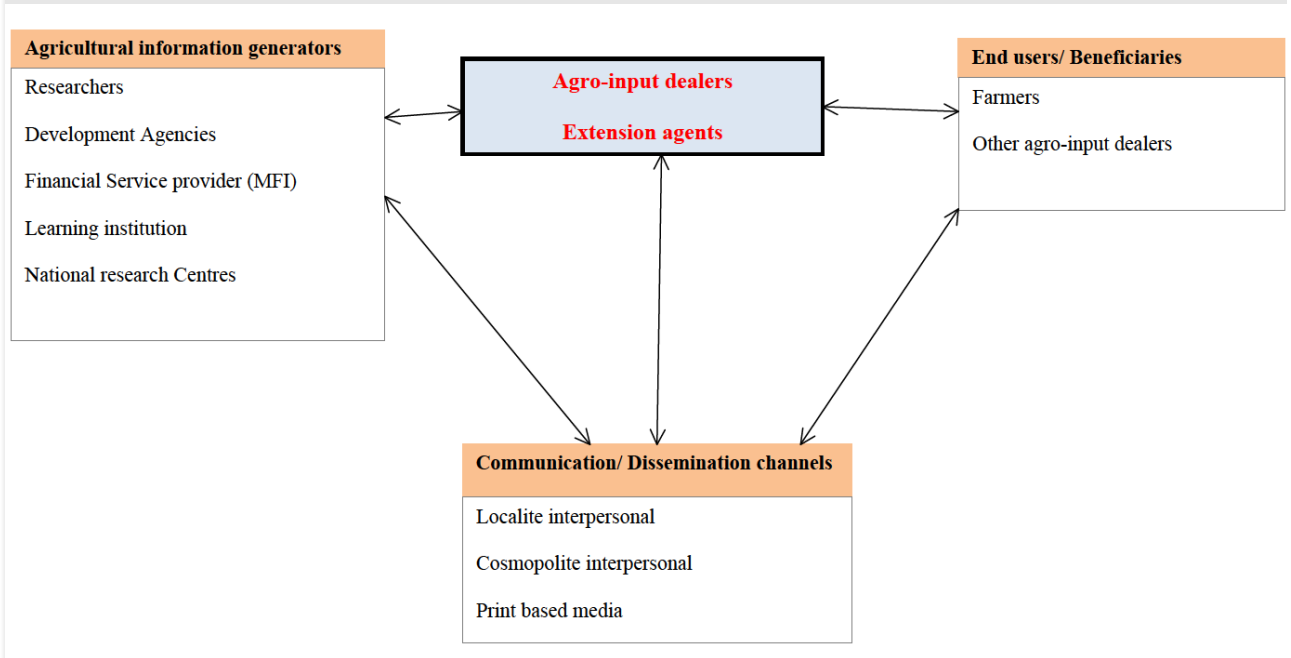 Agricultural information generators
Researchers
Development Agencies
Financial Service provider (MFI)
Learning institution
National research Centres
Agro-input dealers
Extension agents
End users/ Beneficiaries
Farmers
Other agro-input dealers
Communication/ Dissemination channels
Localite interpersonal
Cosmopolite interpersonal
Print based media